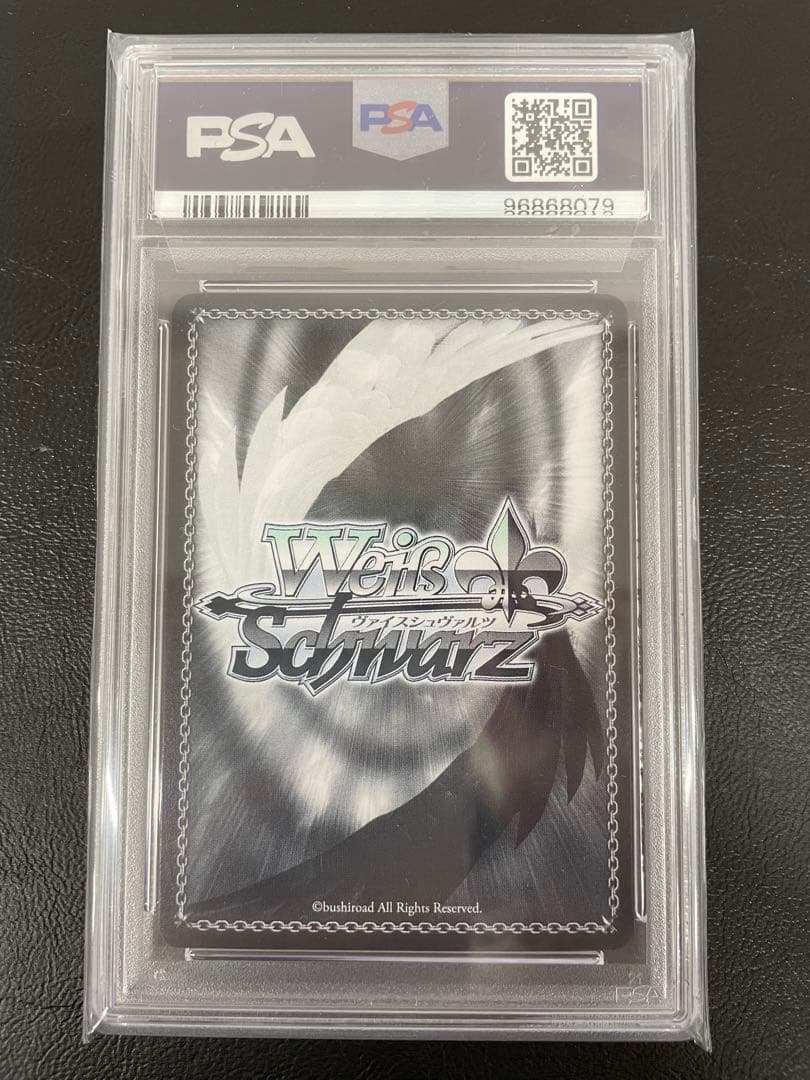 PSA
PSA
96868079
Weiß
ヴァイスシュヴァルツ
Schwarz
©bushiroad All Rights Reserved.
PSA